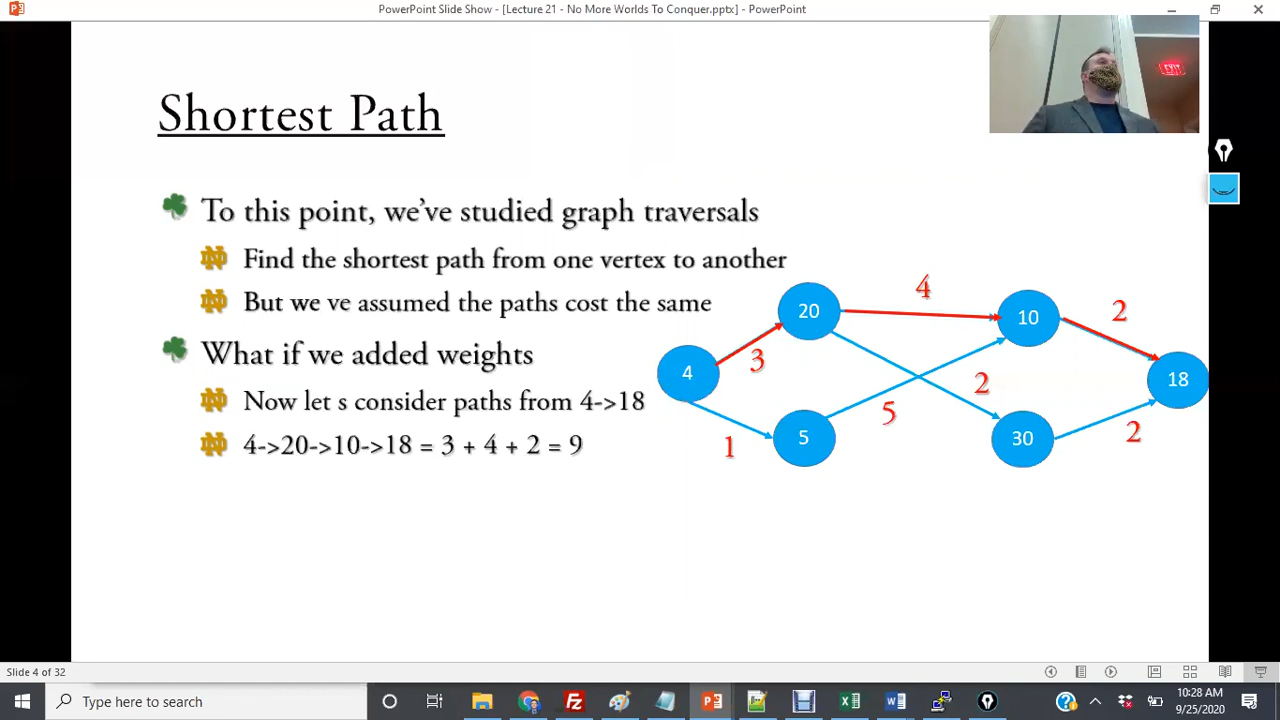 PowerPoint Slide Show - [Lecture 21 - No More Worlds To Conquer.pptx] - PowerPoint
EXIT
Shortest Path
To this point, we've studied graph traversals
Find the shortest path from one vertex to another
But we ve assumed the paths cost the same
What if we added weights
Now let s consider paths from 4->18
4->20->10->18 = 3 + 4 + 2 = 9
4
20
10
2
4
3
18
2
5
1
5
30
2
Slide 4 of 32
Type here to search
10:28 AM
9/25/2020